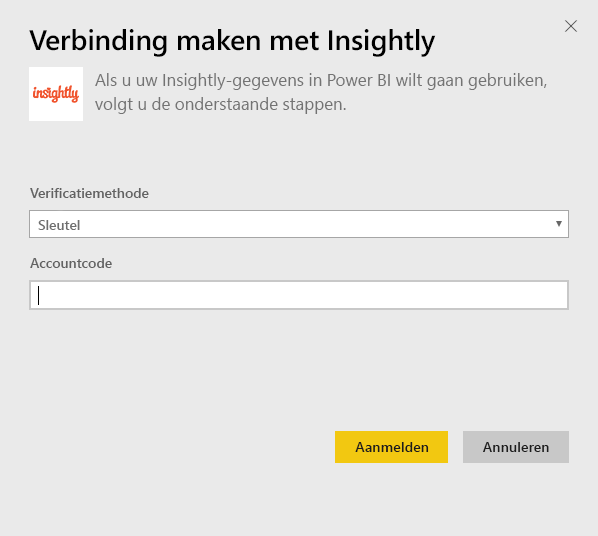 Verbinding maken met Insightly
insightly
Als u uw Insightly-gegevens in Power BI wilt gaan gebruiken,
volgt u de onderstaande stappen.
Verificatiemethode
Sleutel
Accountcode
Aanmelden
Annuleren